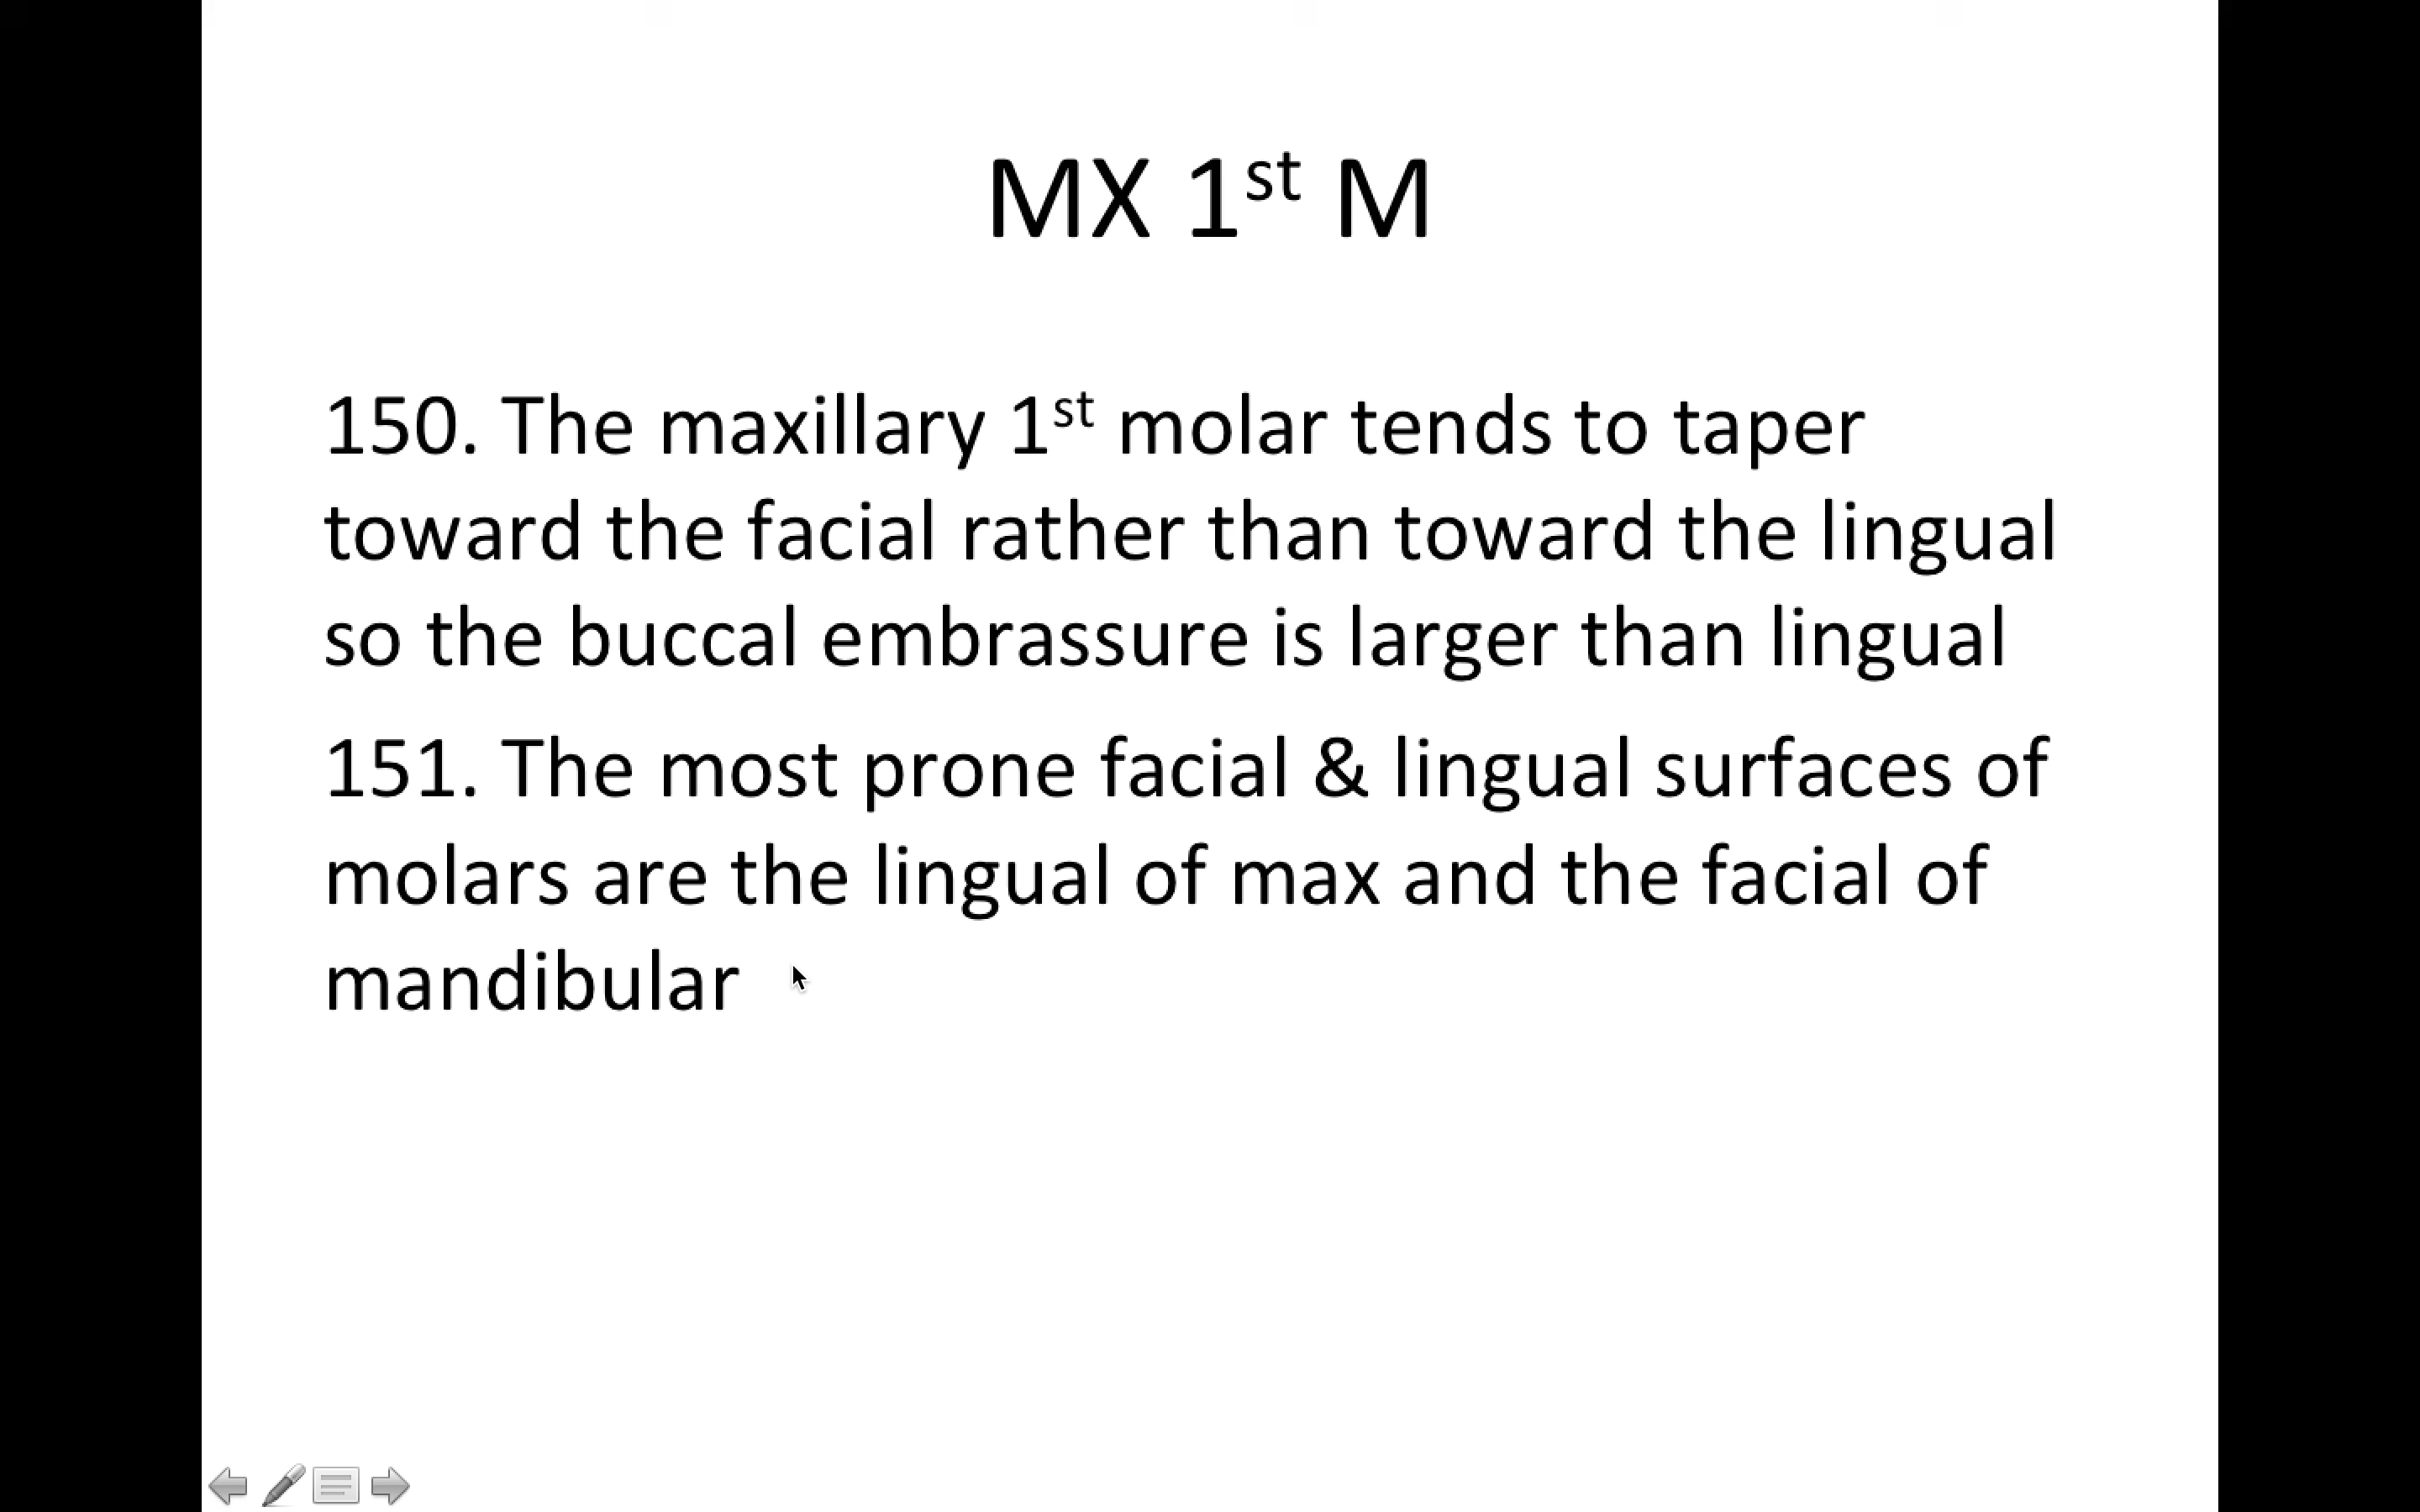 MX 1st M
150. The maxillary 1st molar tends to taper
toward the facial rather than toward the lingual
so the buccal embrassure is larger than lingual
151. The most prone facial & lingual surfaces of
molars are the lingual of max and the facial of
mandibular